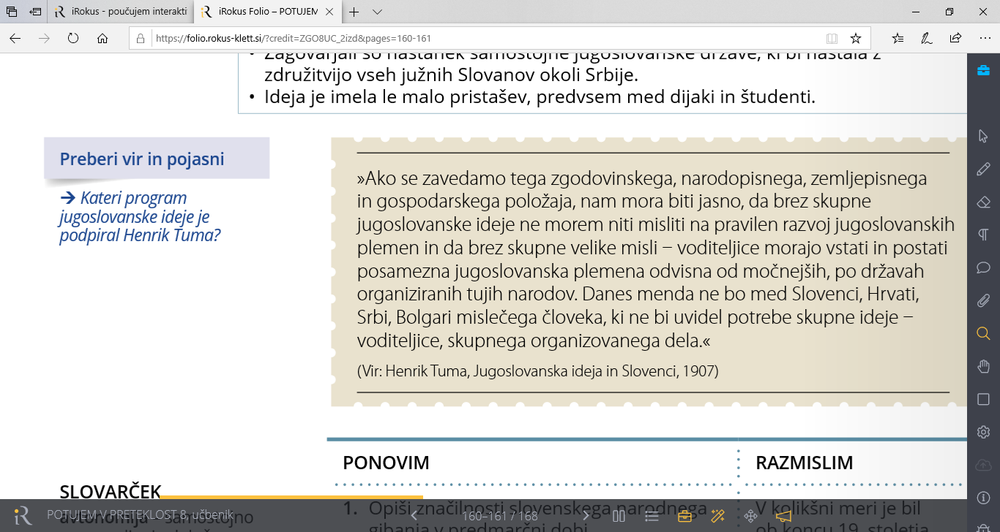 iRokus - poučujem interakti
iRokus Folio – POTUJEM
https://folio.rokus-klett.si/?credit=ZGO8UC_2izd&pages=160-161
• Zagovarjali so nastanek samostojne jugoslovanske države, ki bi nastala z
združitvijo vseh južnih Slovanov okoli Srbije.
• Ideja je imela le malo pristašev, predvsem med dijaki in študenti.
Preberi vir in pojasni
→ Kateri program
jugoslovanske ideje je
podpiral Henrik Tuma?
»Ako se zavedamo tega zgodovinskega, narodopisnega, zemljepisnega
in gospodarskega položaja, nam mora biti jasno, da brez skupne
jugoslovanske ideje ne morem niti misliti na pravilen razvoj jugoslovanskih
plemen in da brez skupne velike misli – voditeljice morajo vstati in postati
posamezna jugoslovanska plemena odvisna od močnejših, po državah
organiziranih tujih narodov. Danes menda ne bo med Slovenci, Hrvati,
Srbi, Bolgari mislečega človeka, ki ne bi uvidel potrebe skupne ideje –
voditeljice, skupnega organizovanega dela.«
(Vir: Henrik Tuma, Jugoslovanska ideja in Slovenci, 1907)
PONOVIM
RAZMISLIM
SLOVARČEK
avtonomija – samostojno
1. Opiši značilnosti slovenskega narodnega
gibanja v predmarčni dobi.
V kolikšni meri je bil
ob koncu 19. stoletja
iR POTUJEM V PRETEKLOST 8, učbenik
160–161 / 168